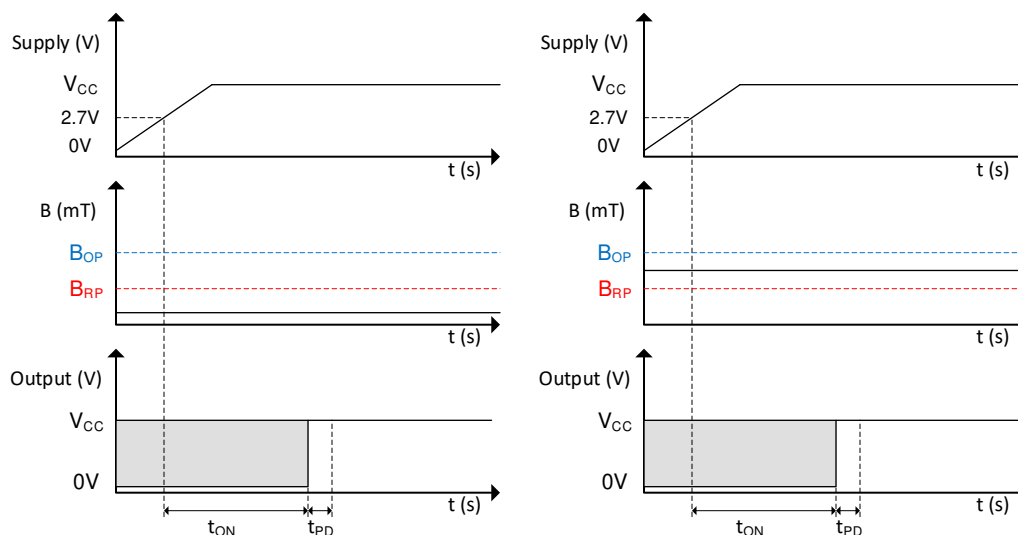 Supply (V)
VCC
2.7V
0V
t (s)
B (mT)
BOP
BRP
t (s)
Output (V)
VCC
0V
t (s)
tON
tPD
Supply (V)
VCC
2.7V
0V
t (s)
B (mT)
BOP
BRP
t (s)
Output (V)
VCC
0V
t (s)
tON
tPD